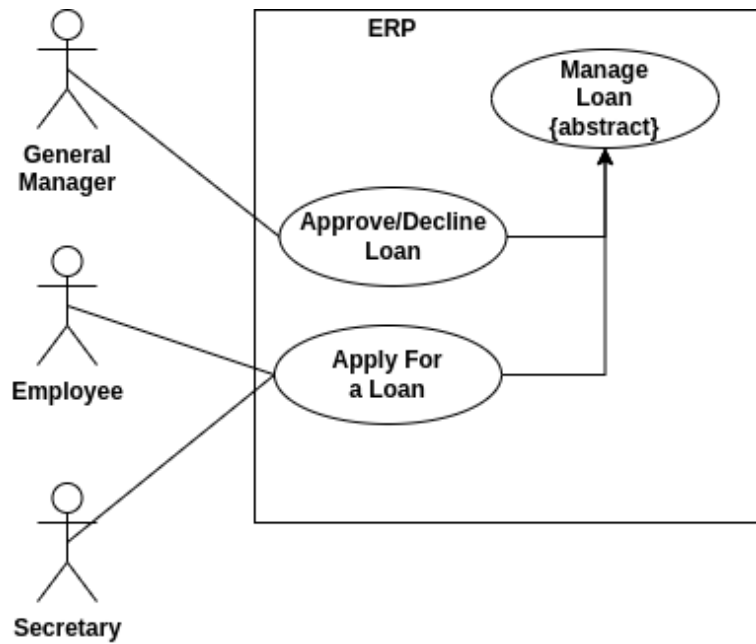 ERP
Manage
Loan
{abstract}
General
Manager
Approve/Decline
Loan
Employee
Apply For
a Loan
Secretary